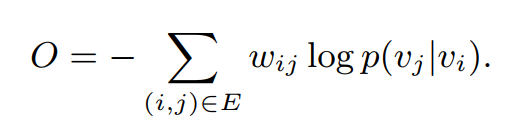 O = − ∑_{(i,j)∈E} w_{ij} log p(v_j|v_i).